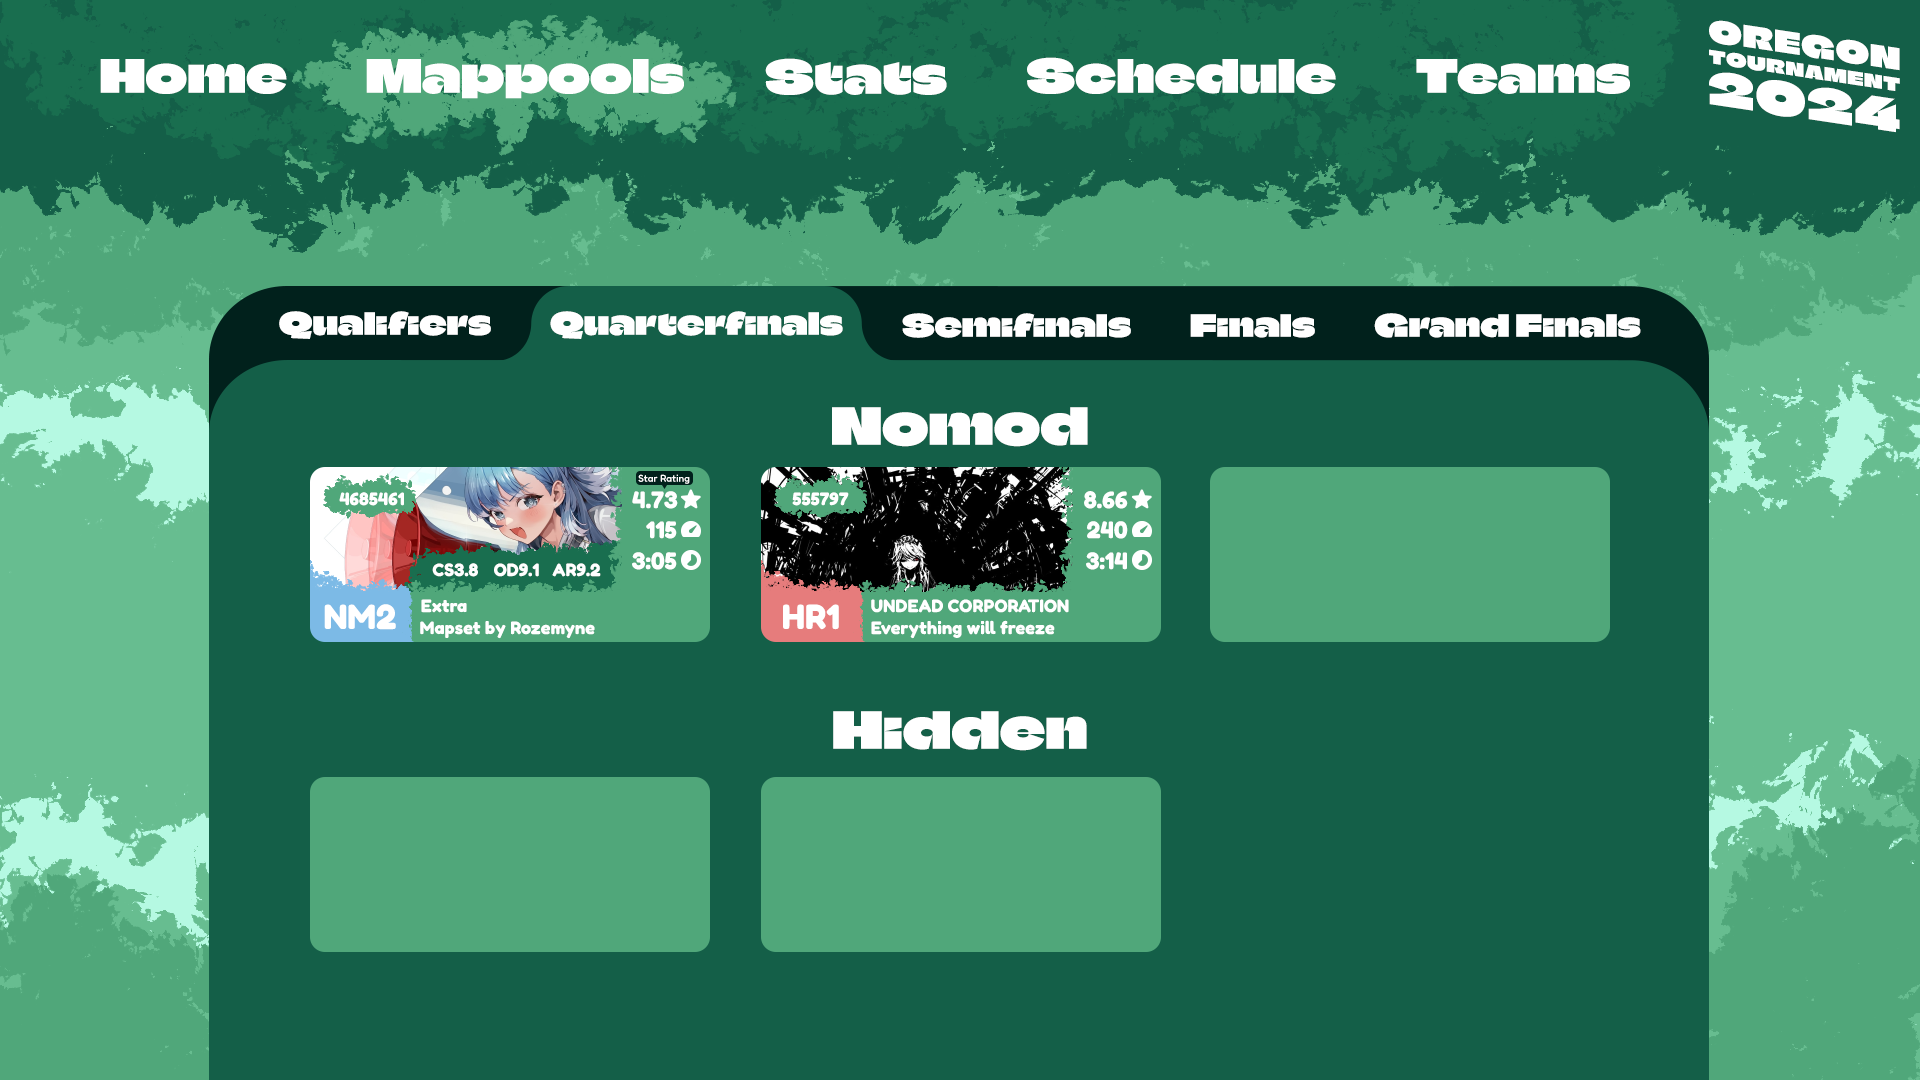 Home Mappools Stats Schedule Teams
OREGON
TOURNAMENT
2024
Qualifiers Quarterfinals Semifinals Finals Grand Finals
Nomod
4685461
Star Rating
4.73
115
3:05
CS3.8 OD9.1 AR9.2
NM2
Extra
Mapset by Rozemyne
555797
8.66
240
3:14
HR1
UNDEAD CORPORATION
Everything will freeze
Hidden